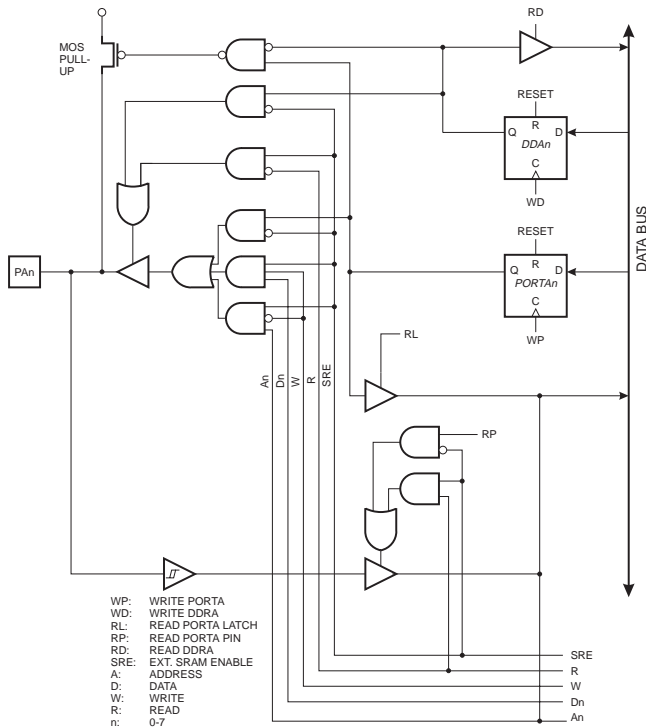 RD
MOS
PULL-
UP
RESET
Q
R
D
DDAn
C
WD
RESET
Q
R
D
PORTAn
C
WP
DATA BUS
PAn
RL
An
Dn
W
R
SRE
RP
WP: WRITE PORTA
WD: WRITE DDRA
RL: READ PORTA LATCH
RP: READ PORTA PIN
RD: READ DDRA
SRE: EXT. SRAM ENABLE
A: ADDRESS
D: DATA
W: WRITE
R: READ
n: 0-7
SRE
R
W
Dn
An